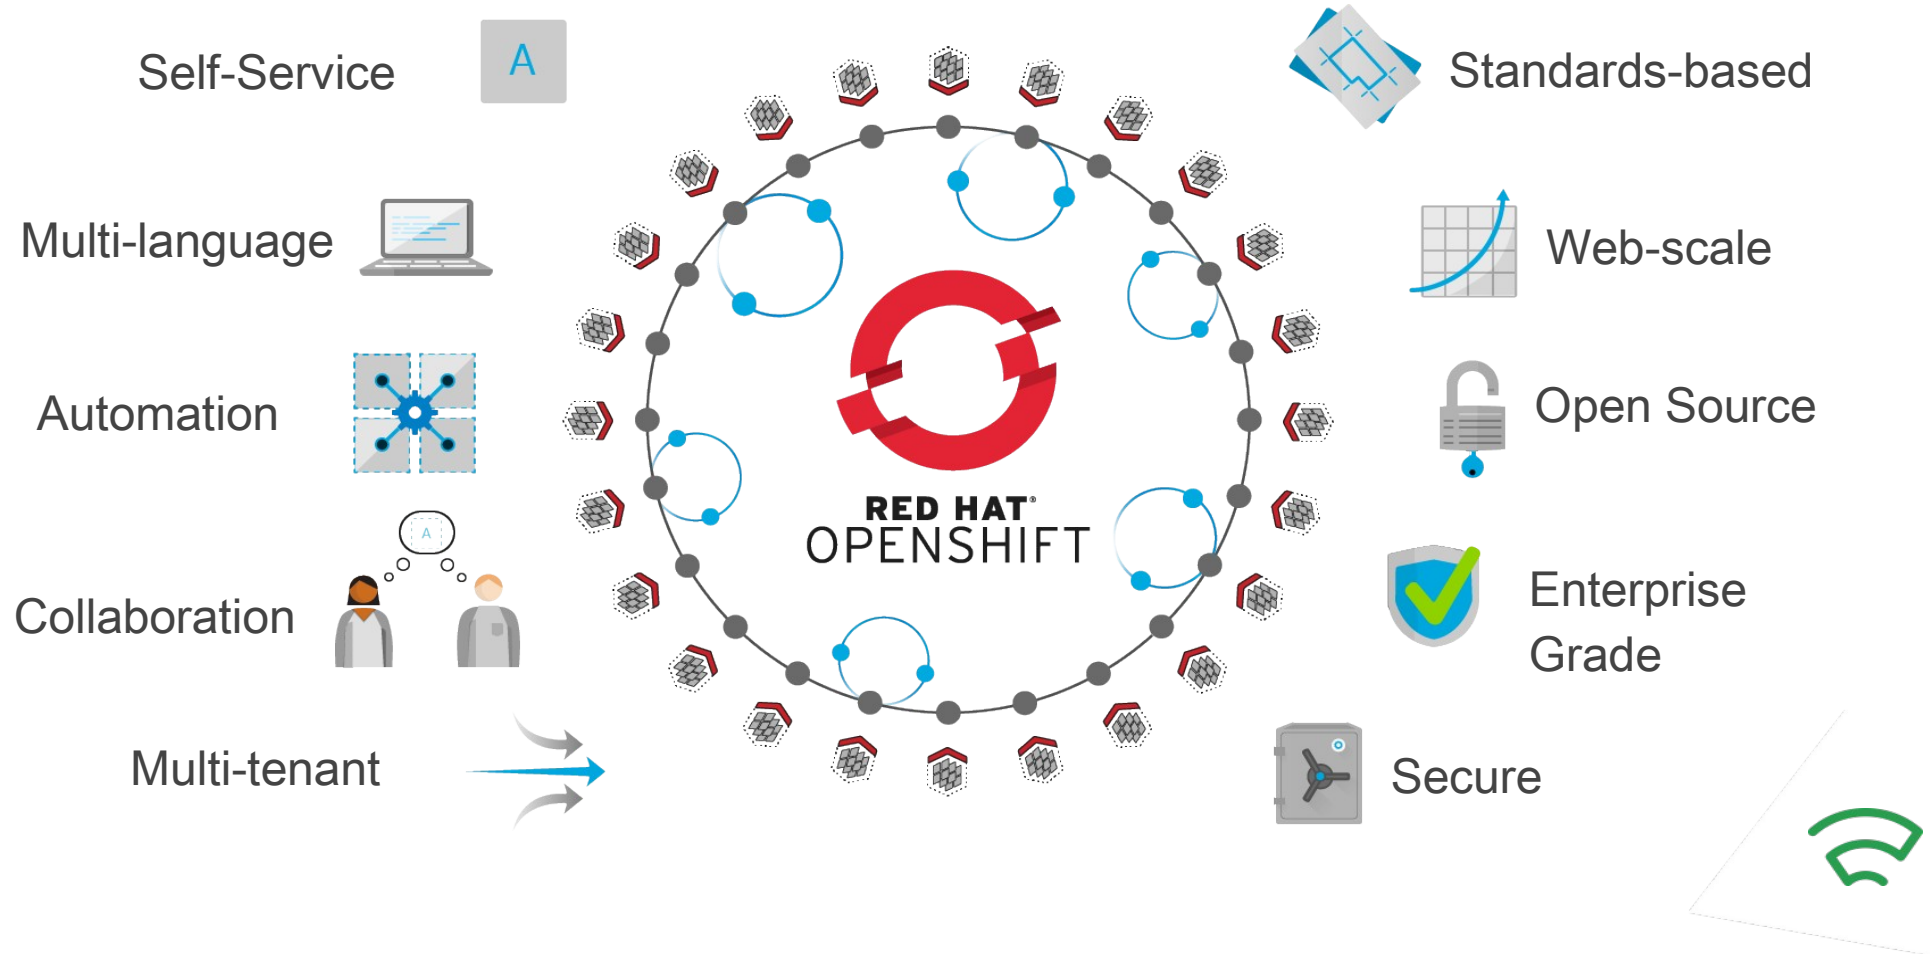 Self-Service
A
Multi-language
Automation
Collaboration
A
Multi-tenant
RED HAT®
OPENSHIFT
Standards-based
Web-scale
Open Source
Enterprise
Grade
Secure